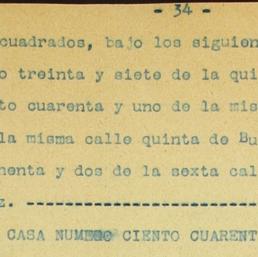 - 34 -
cuadrados, bajo los siguien
o treinta y siete de la qui
to cuarenta y uno de la mis
la misma calle quinta de Bu
nenta y dos de la sexta cal
z. ------------------------
CASA NUMERO CIENTO CUARENT